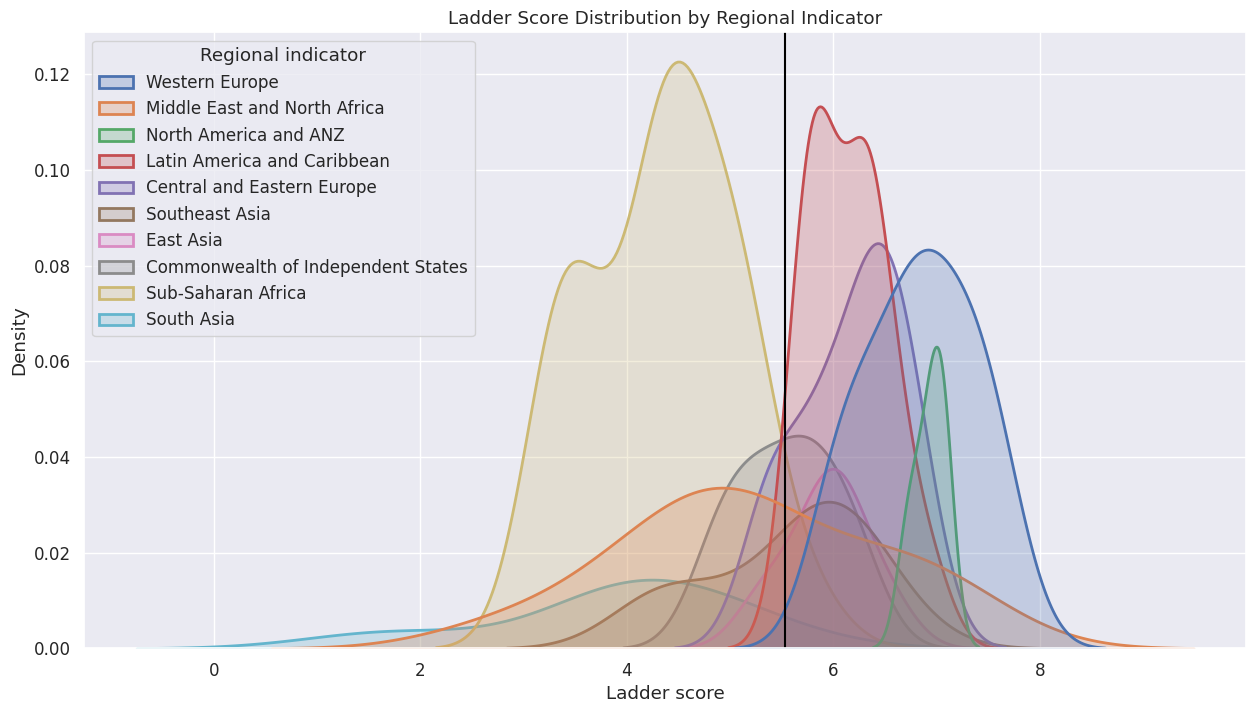 Ladder Score Distribution by Regional Indicator
Regional indicator
Western Europe
Middle East and North Africa
North America and ANZ
Latin America and Caribbean
Central and Eastern Europe
Southeast Asia
East Asia
Commonwealth of Independent States
Sub-Saharan Africa
South Asia
Density
0.12
0.10
0.08
0.06
0.04
0.02
0.00
0 2 4 6 8
Ladder score